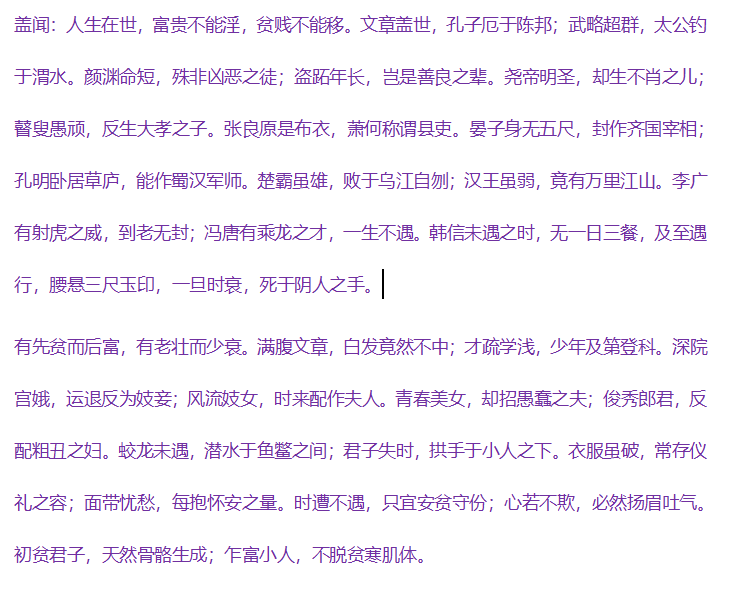 盖闻：人生在世，富贵不能淫，贫贱不能移。文章盖世，孔子厄于陈邦；武略超群，太公钓
于渭水。颜渊命短，殊非凶恶之徒；盗跖年长，岂是善良之辈。尧帝明圣，却生不肖之儿；
瞽叟愚顽，反生大孝之子。张良原是布衣，萧何称谓县吏。晏子身无五尺，封作齐国宰相；
孔明卧居草庐，能作蜀汉军师。楚霸虽雄，败于乌江自刎；汉王虽弱，竟有万里江山。李广
有射虎之威，到老无封；冯唐有乘龙之才，一生不遇。韩信未遇之时，无一日三餐，及至遇
行，腰悬三尺玉印，一旦时衰，死于阴人之手。
有先贫而后富，有老壮而少衰。满腹文章，白发竟然不中；才疏学浅，少年及第登科。深院
宫娥，运退反为妓妾；风流妓女，时来配作夫人。青春美女，却招愚蠢之夫；俊秀郎君，反
配粗丑之妇。蛟龙未遇，潜水于鱼鳖之间；君子失时，拱手于小人之下。衣服虽破，常存仪
礼之容；面带忧愁，每抱怀安之量。时遭不遇，只宜安贫守份；心若不欺，必然扬眉吐气。
初贫君子，天然骨骼生成；乍富小人，不脱贫寒肌体。